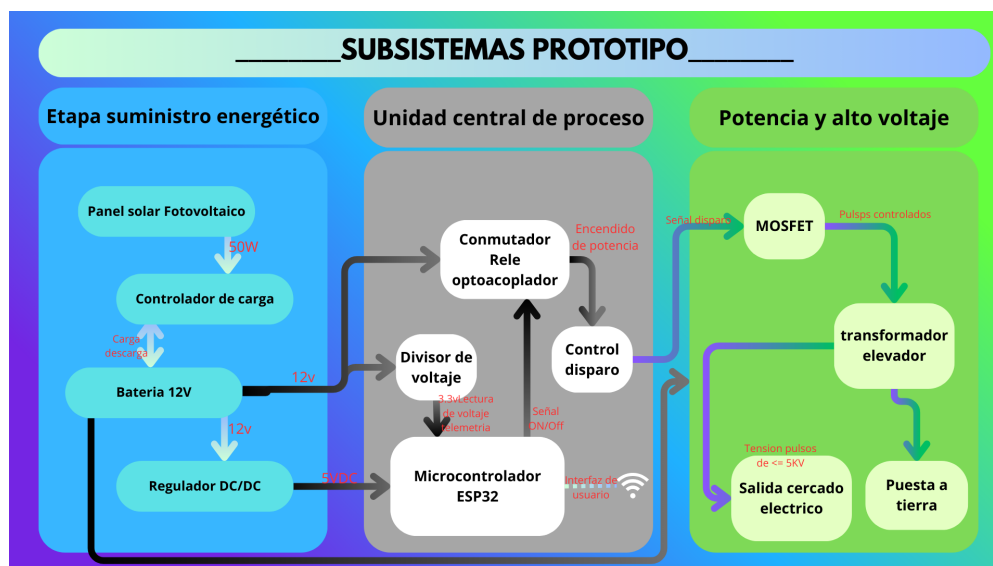 _________SUBSISTEMAS PROTOTIPO_________
Etapa suministro energético
Panel solar Fotovoltaico
50W
Controlador de carga
Carga
descarga
Bateria 12V
12v
12v
Regulador DC/DC
5VDC
Unidad central de proceso
Conmutador
Rele
optoacoplador
Encendido
de potencia
Control
disparo
Divisor de
voltaje
3.3vLectura
de voltaje
telemetria
Señal
ON/Off
Microcontrolador
ESP32
Interfaz de
usuario
Potencia y alto voltaje
Señal disparo
MOSFET
Pulsps controlados
transformador
elevador
Tension pulsos
de <= 5KV
Salida cercado
electrico
Puesta a
tierra